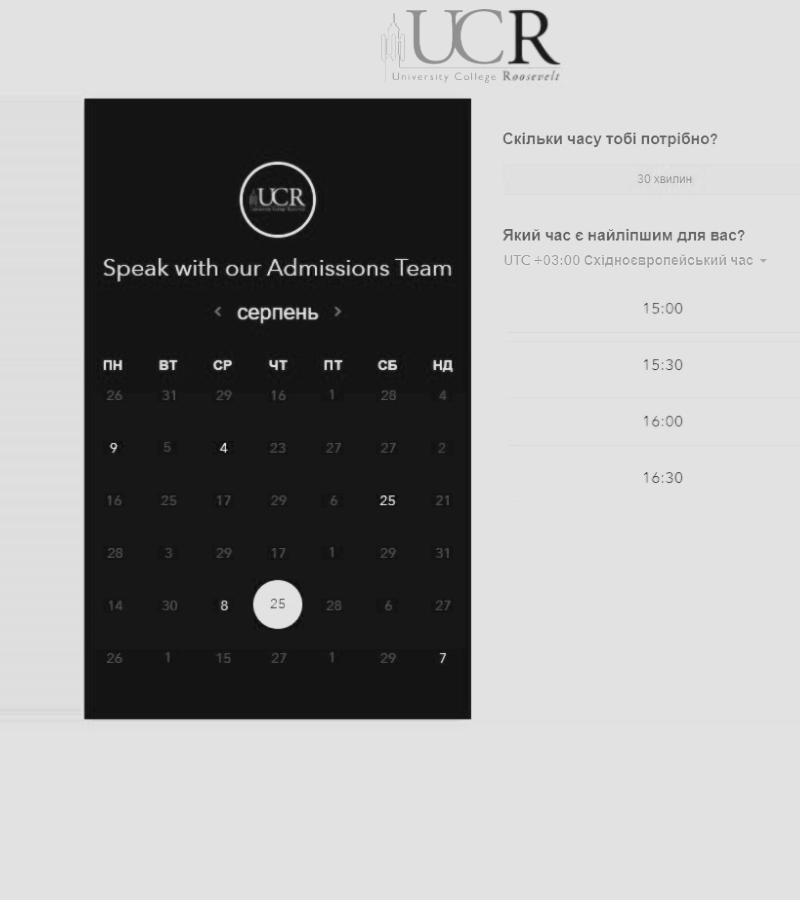 UCR
University College Roosevelt
UCR
Speak with our Admissions Team
< серпень >
ПН ВТ СР ЧТ ПТ СБ НД
26 31 29 16 1 28 4
9 5 4 23 27 27 2
16 25 17 29 6 25 21
28 3 29 17 1 29 31
14 30 8 25 28 6 27
26 1 15 27 1 29 7
Скільки часу тобі потрібно?
30 хвилин
Який час є найліпшим для вас?
UTC +03:00 Східноєвропейський час
15:00
15:30
16:00
16:30